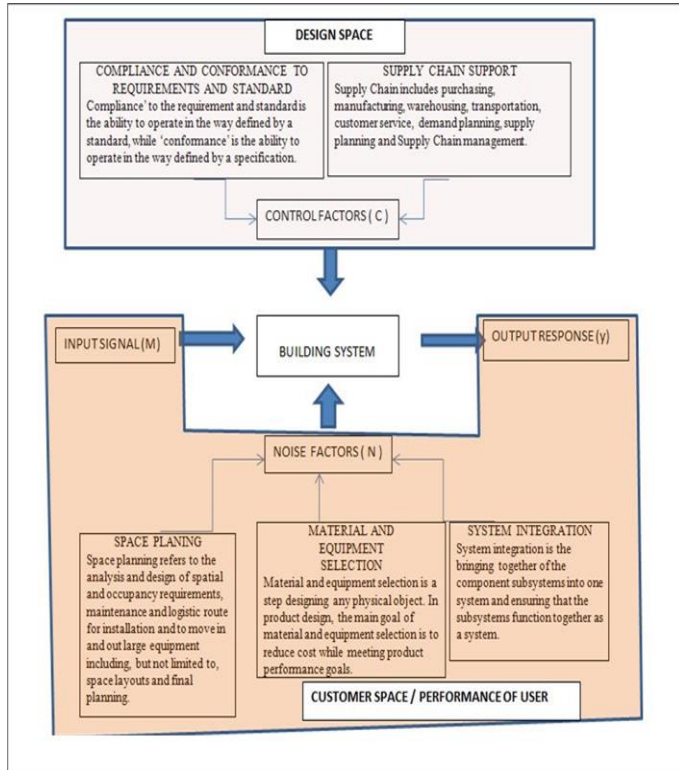 DESIGN SPACE
COMPLIANCE AND CONFORMANCE TO
REQUIREMENTS AND STANDARD
Compliance' to the requirement and standard is
the ability to operate in the way defined by a
standard, while 'conformance' is the ability to
operate in the way defined by a specification.
SUPPLY CHAIN SUPPORT
Supply Chain includes purchasing,
manufacturing, warehousing, transportation,
customer service, demand planning, supply
planning and Supply Chain management.
CONTROL FACTORS ( C )
INPUT SIGNAL (M)
BUILDING SYSTEM
OUTPUT RESPONSE (y)
NOISE FACTORS ( N )
SPACE PLANING
Space planning refers to the
analysis and design of spatial
and occupancy requirements,
maintenance and logistic route
for installation and to move in
and out large equipment
including, but not limited to,
space layouts and final
planning.
MATERIAL AND
EQUIPMENT
SELECTION
Material and equipment selection is a
step designing any physical object. In
product design, the main goal of
material and equipment selection is to
reduce cost while meeting product
performance goals.
SYSTEM INTEGRATION
System integration is the
bringing together of the
component subsystems into one
system and ensuring that the
subsystems function together as
a system.
CUSTOMER SPACE / PERFORMANCE OF USER